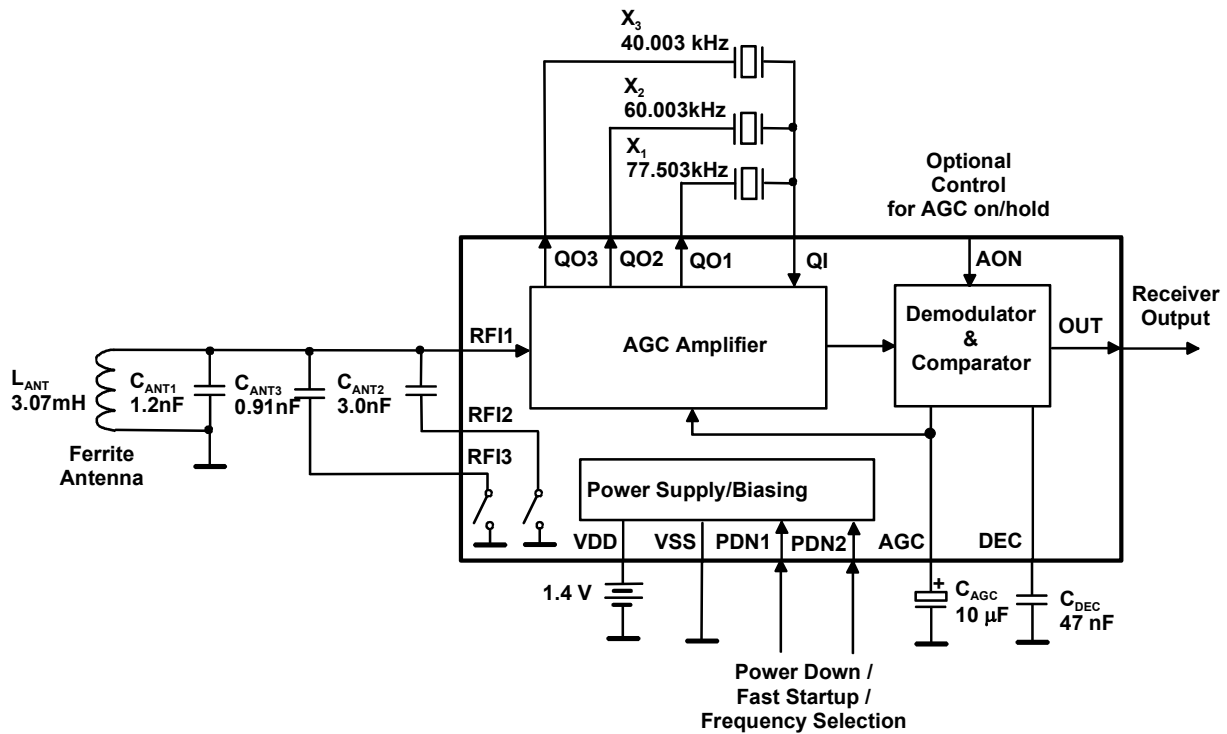 X3
40.003 kHz
X2
60.003kHz
X1
77.503kHz
Optional
Control
for AGC on/hold
QO3
QO2
QO1
QI
AON
Receiver
Output
RFI1
AGC Amplifier
Demodulator
&
Comparator
OUT
LANT
3.07mH
CANT1
1.2nF
CANT3
0.91nF
CANT2
3.0nF
RFI2
RFI3
Ferrite
Antenna
Power Supply/Biasing
VDD
VSS
PDN1
PDN2
AGC
DEC
1.4 V
+
CAGC
10 µF
CDEC
47 nF
Power Down /
Fast Startup /
Frequency Selection